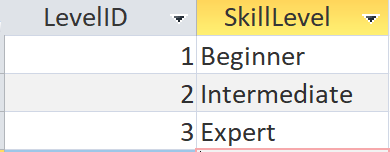 LevelID SkillLevel
1 Beginner
2 Intermediate
3 Expert